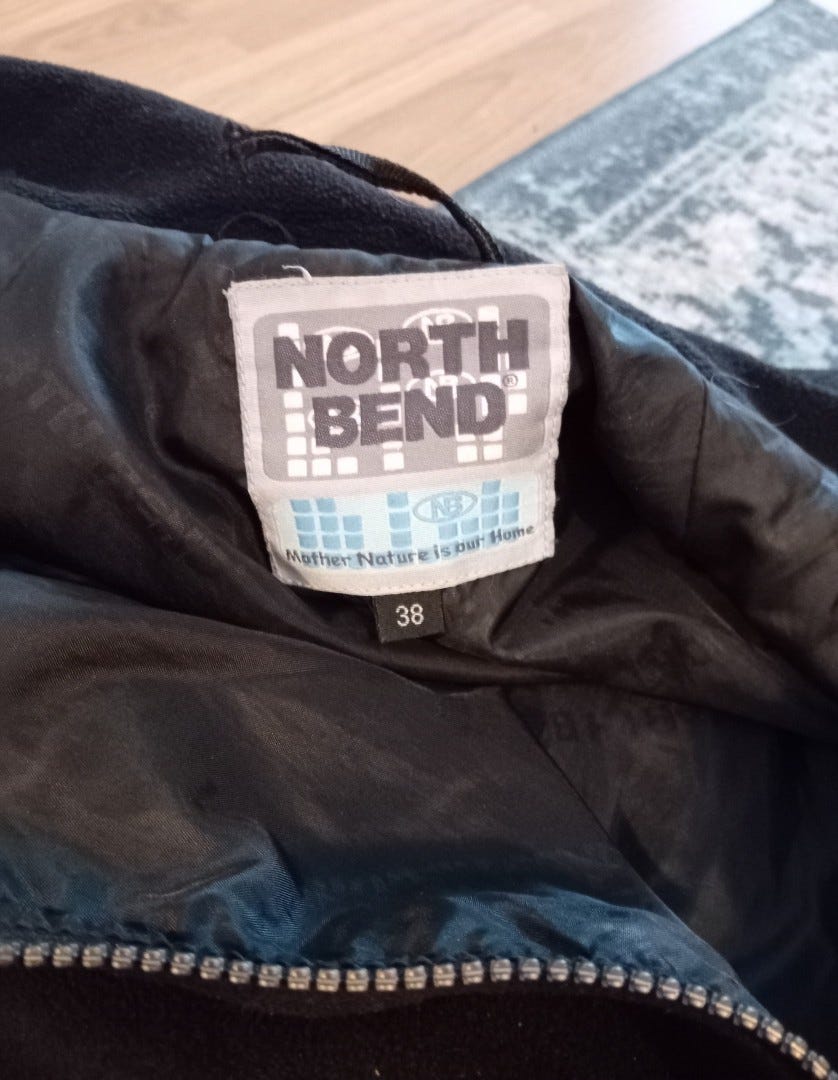 NORTH
BEND®
NB
Mother Nature is our Home
38